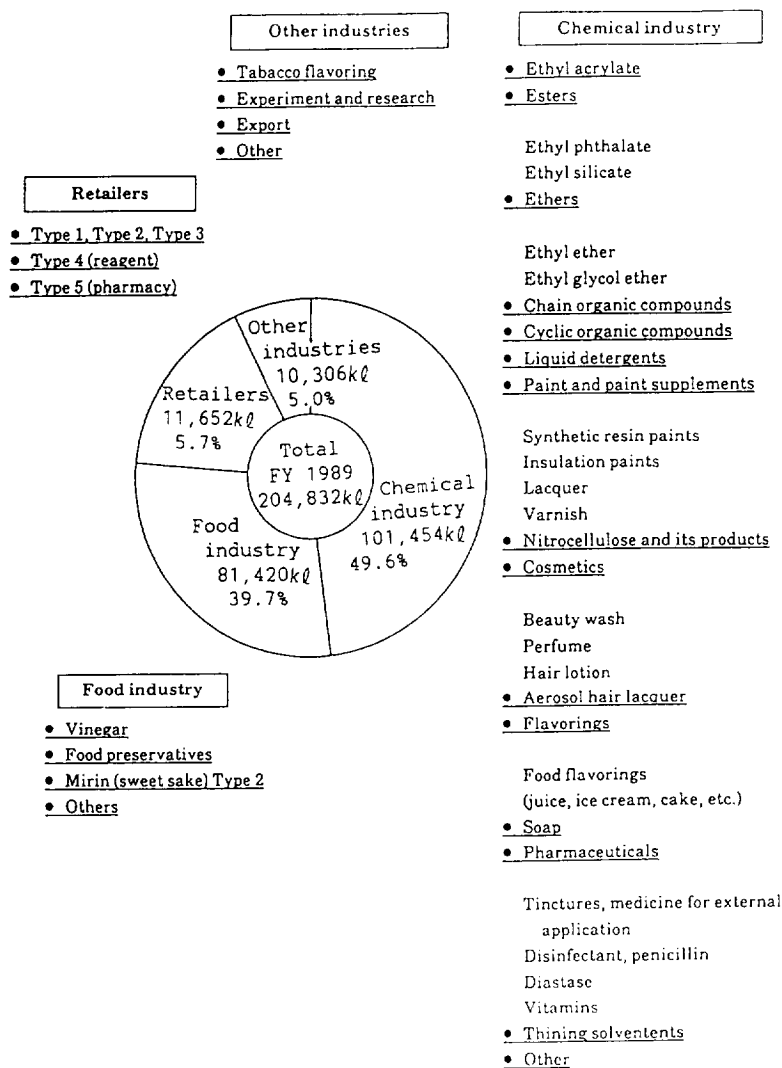 Other industries
• Tabacco flavoring
• Experiment and research
• Export
• Other
Retailers
• Type 1, Type 2, Type 3
• Type 4 (reagent)
• Type 5 (pharmacy)
Other
industries
10,306kℓ
5.0%
Retailers
11,652kℓ
5.7%
Total
FY 1989
204,832kℓ
Chemical
industry
101,454kℓ
49.6%
Food
industry
81,420kℓ
39.7%
Food industry
• Vinegar
• Food preservatives
• Mirin (sweet sake) Type 2
• Others
Chemical industry
• Ethyl acrylate
• Esters
Ethyl phthalate
Ethyl silicate
• Ethers
Ethyl ether
Ethyl glycol ether
• Chain organic compounds
• Cyclic organic compounds
• Liquid detergents
• Paint and paint supplements
Synthetic resin paints
Insulation paints
Lacquer
Varnish
• Nitrocellulose and its products
• Cosmetics
Beauty wash
Perfume
Hair lotion
• Aerosol hair lacquer
• Flavorings
Food flavorings
(juice, ice cream, cake, etc.)
• Soap
• Pharmaceuticals
Tinctures, medicine for external
application
Disinfectant, penicillin
Diastase
Vitamins
• Thining solventents
• Other